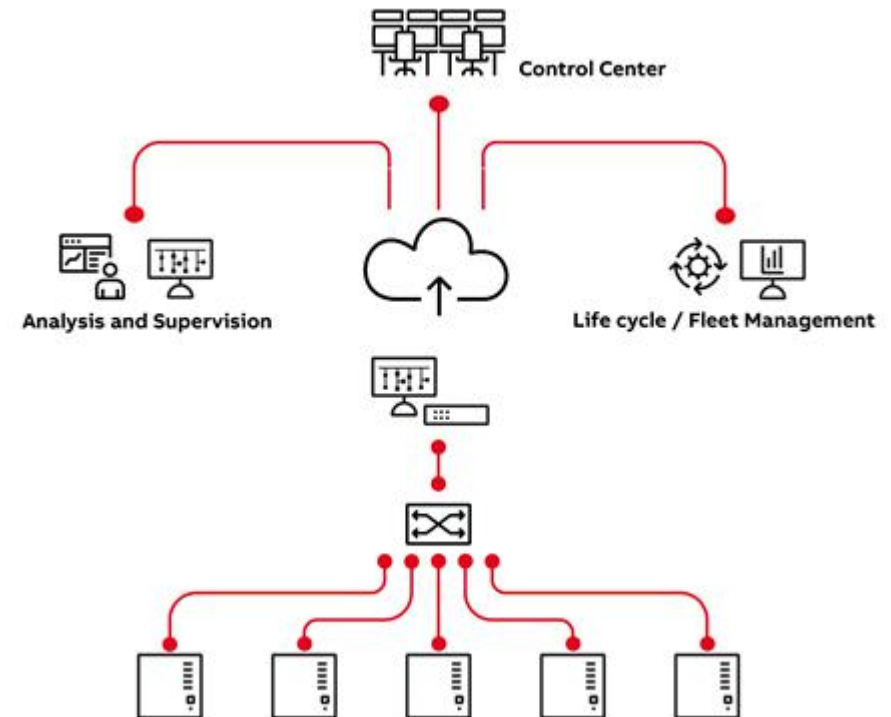 Control Center
Analysis and Supervision
Life cycle / Fleet Management